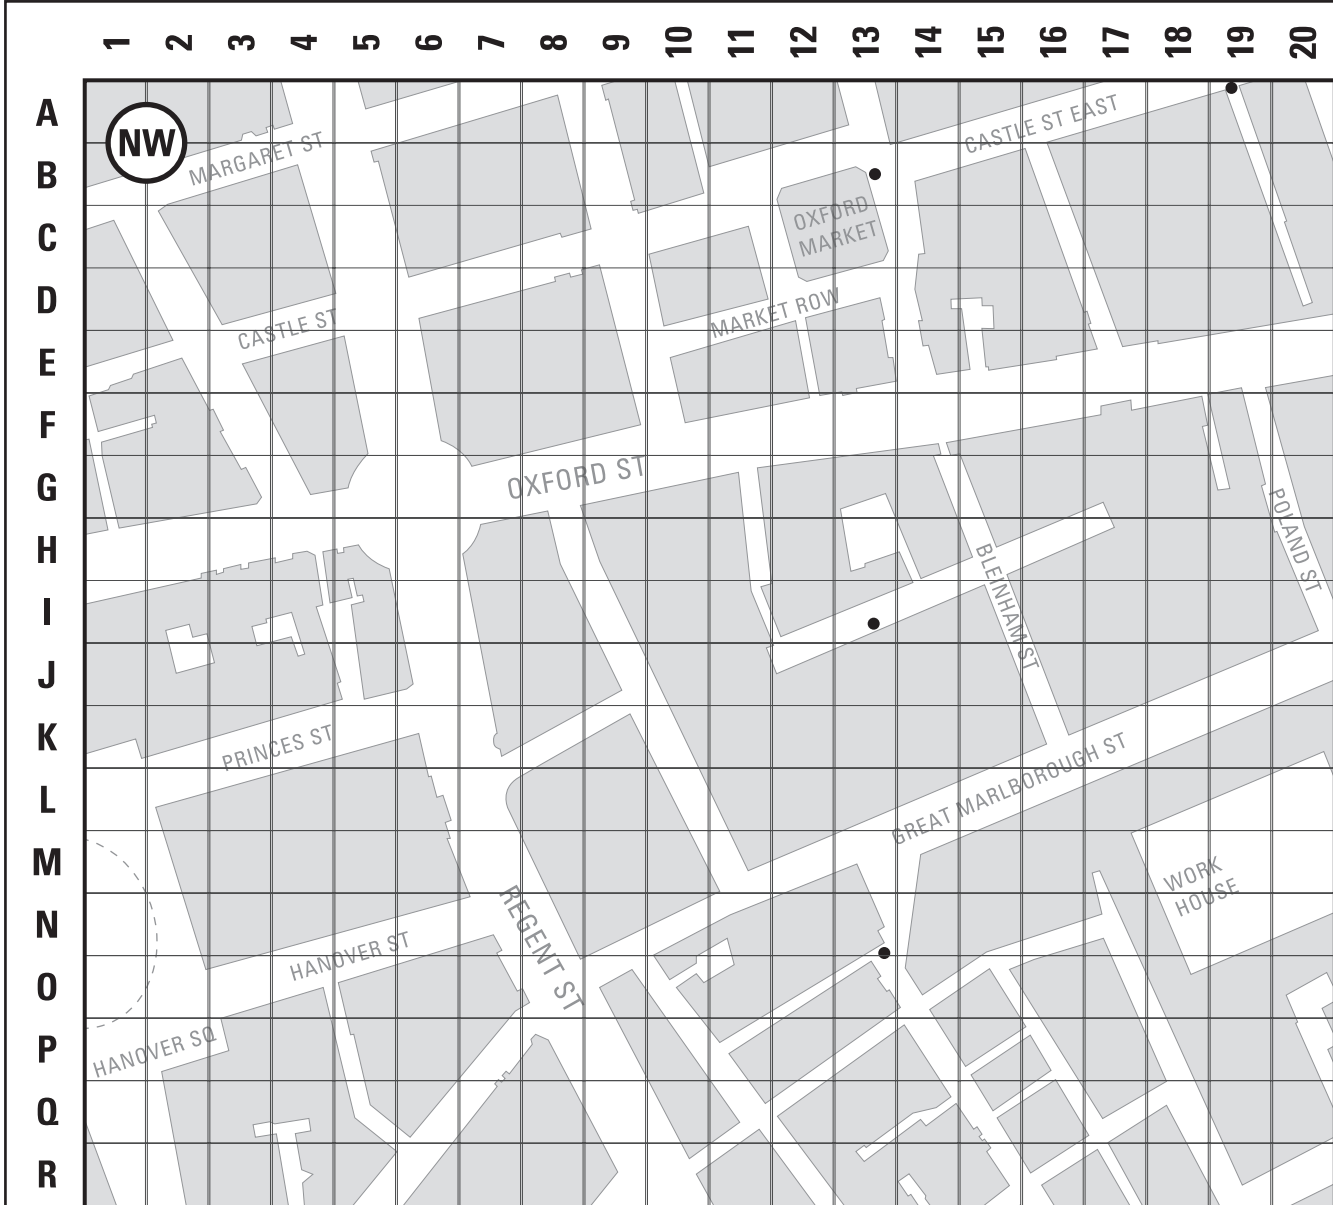 1 2 3 4 5 6 7 8 9 10 11 12 13 14 15 16 17 18 19 20
A
NW
CASTLE ST EAST
MARGARET ST
B
OXFORD
MARKET
C
D
MARKET ROW
CASTLE ST
E
F
OXFORD ST
G
POLAND ST
H
BLEINHAM ST
I
J
K
PRINCES ST
GREAT MARLBOROUGH ST
L
M
WORK
HOUSE
N
REGENT ST
HANOVER ST
O
P
HANOVER SQ
Q
R